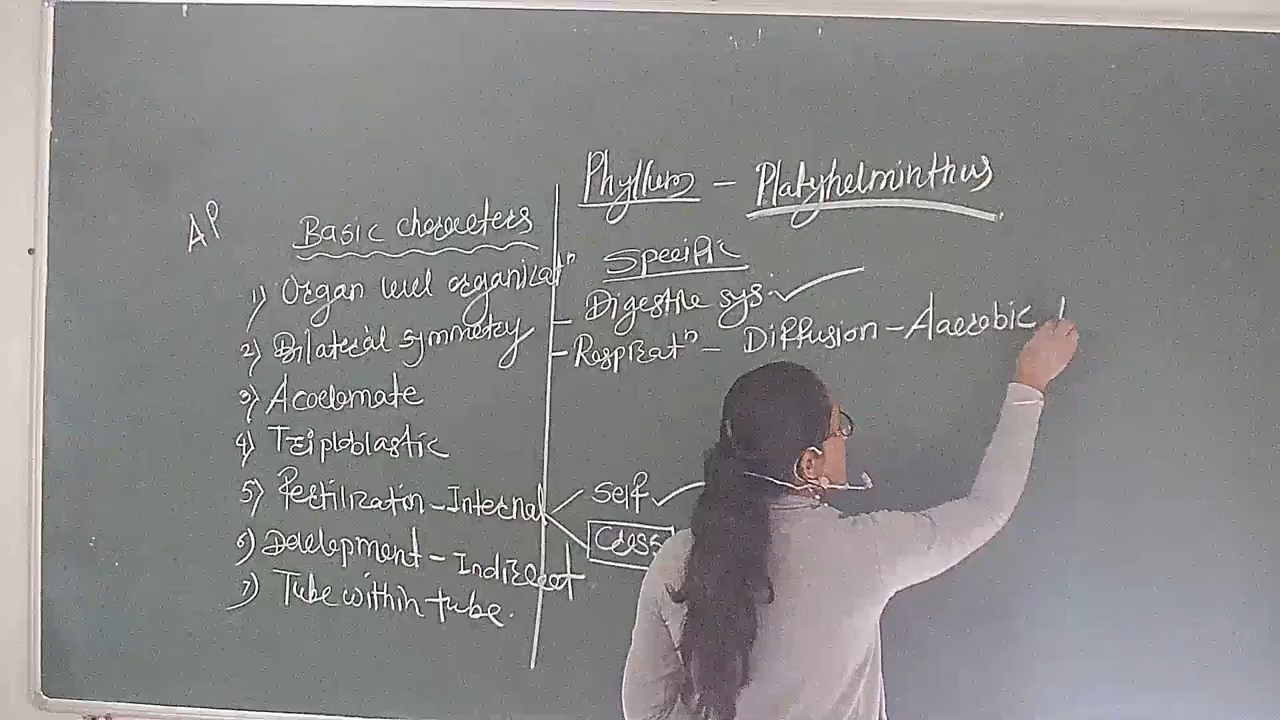 Phyllum - Platyhelminthus
AP
Basic characters
1) Organ level organizatn
2) Bilateral symmetry
3) Acoelomate
4) Triploblastic
5) Fertilization - Internal
Self
Cross
6) Development - Indirect
7) Tube within tube.
Specific
- Digestive sys.
- Respiratn - Diffusion - Aaerobic